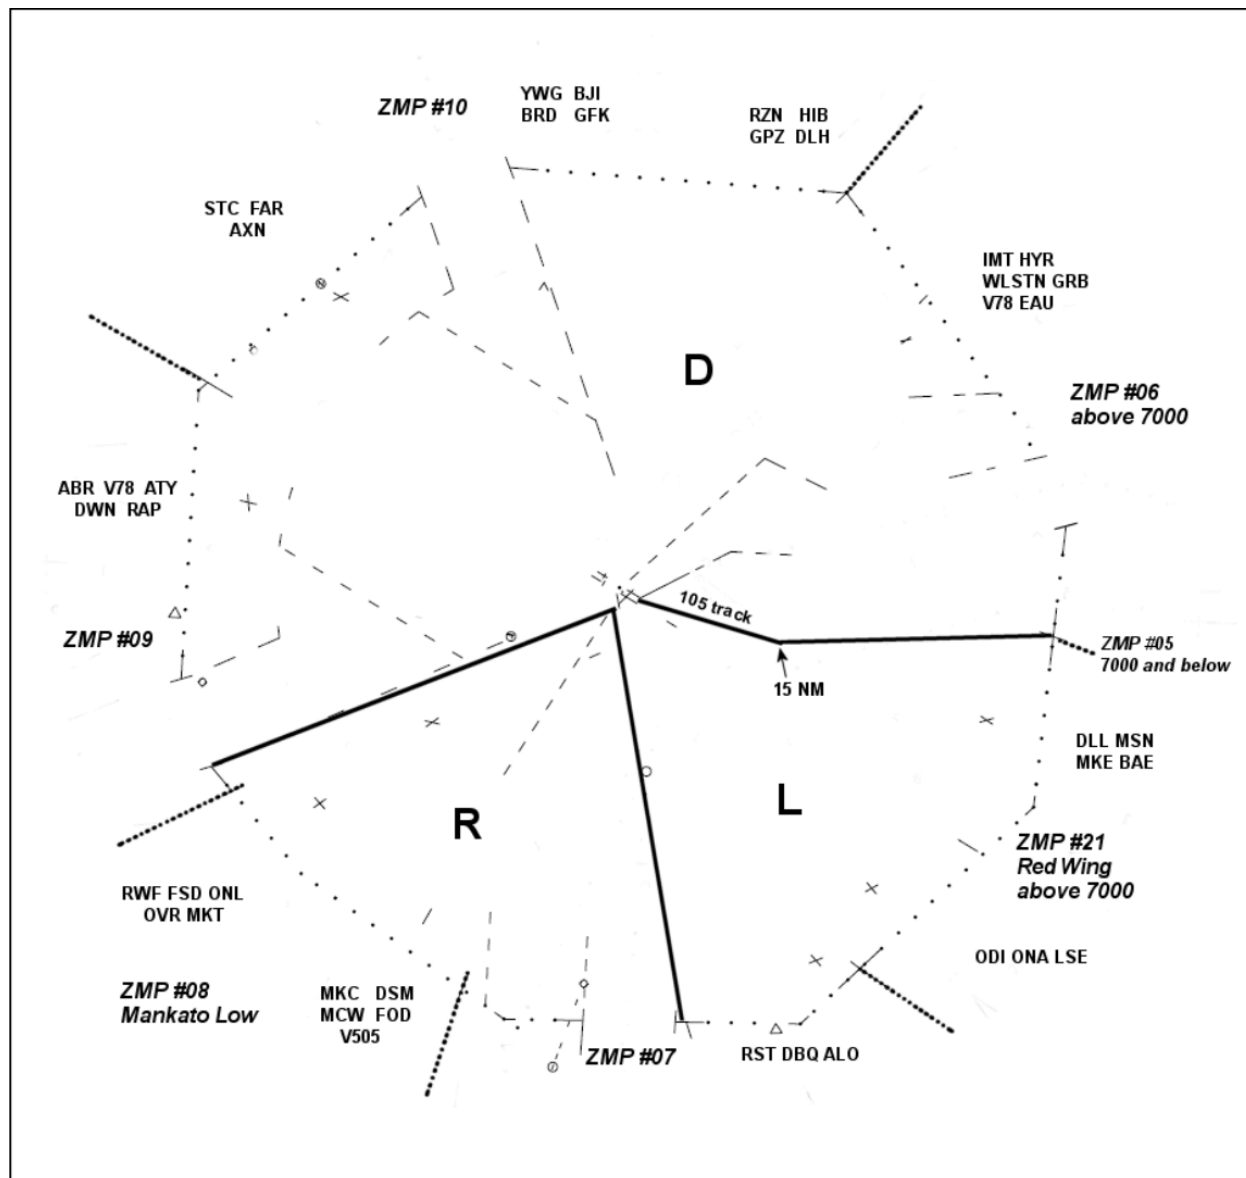 ZMP #10
YWG BJI
BRD GFK
RZN HIB
GPZ DLH
STC FAR
AXN
IMT HYR
WLSTN GRB
V78 EAU
D
ZMP #06
above 7000
ABR V78 ATY
DWN RAP
105 track
ZMP #09
ZMP #05
7000 and below
15 NM
DLL MSN
MKE BAE
R
L
ZMP #21
Red Wing
above 7000
RWF FSD ONL
OVR MKT
ODI ONA LSE
ZMP #08
Mankato Low
MKC DSM
MCW FOD
V505
ZMP #07
RST DBQ ALO